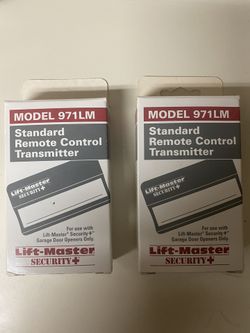 MODEL 971LM
Standard
Remote Control
Transmitter
Lift-Master
SECURITY+
For use with
Lift-Master® Security+®
Garage Door Openers Only.
Lift-Master
SECURITY+
MODEL 971LM
Standard
Remote Control
Transmitter
Lift-Master
SECURITY+
For use with
Lift-Master® Security+®
Garage Door Openers Only.
Lift-Master
SECURITY+